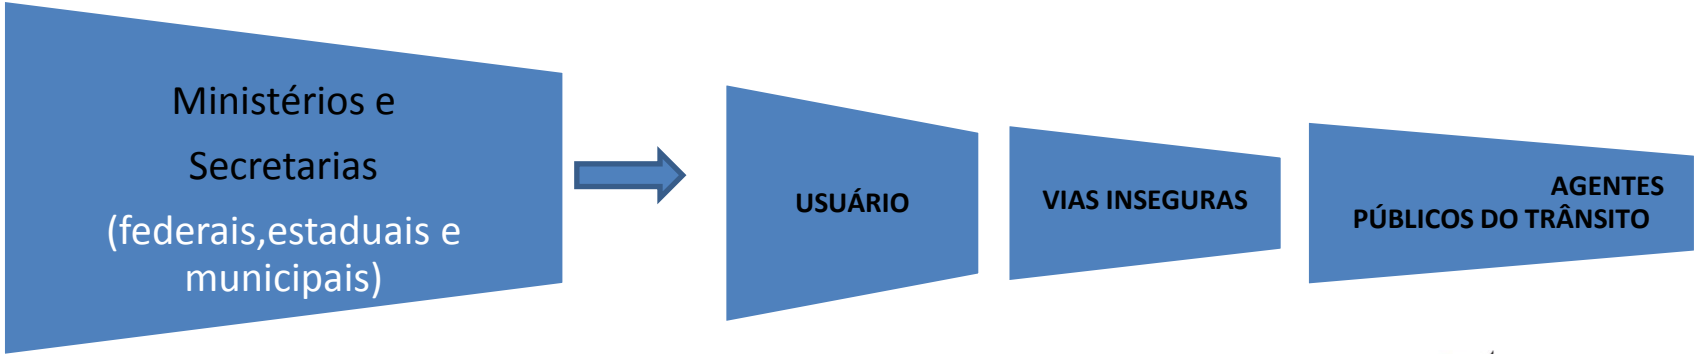 Ministérios e
Secretarias
(federais,estaduais e
municipais)
USUÁRIO
VIAS INSEGURAS
AGENTES
PÚBLICOS DO TRÂNSITO